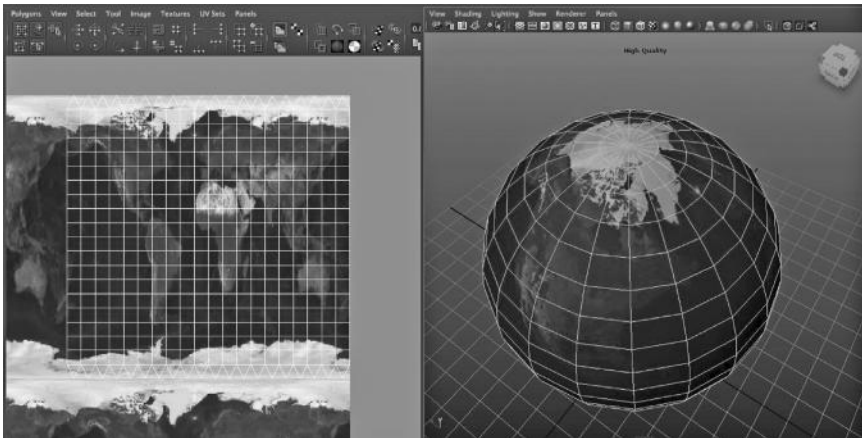 Polygons View Select Tool Image Textures UV Sets Panels
View Shading Lighting Show Renderer Panels
High Quality
Y